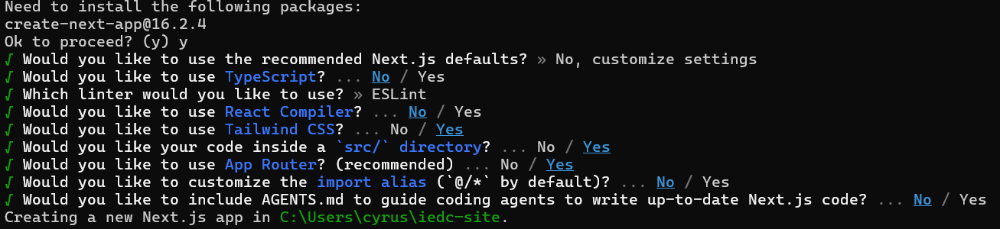 Need to install the following packages:
create-next-app@16.2.4
Ok to proceed? (y) y
√ Would you like to use the recommended Next.js defaults? » No, customize settings
√ Would you like to use TypeScript? ... No / Yes
√ Which linter would you like to use? » ESLint
√ Would you like to use React Compiler? ... No / Yes
√ Would you like to use Tailwind CSS? ... No / Yes
√ Would you like your code inside a `src/` directory? ... No / Yes
√ Would you like to use App Router? (recommended) ... No / Yes
√ Would you like to customize the import alias (`@/*` by default)? ... No / Yes
√ Would you like to include AGENTS.md to guide coding agents to write up-to-date Next.js code? ... No / Yes
Creating a new Next.js app in C:\Users\cyrus\iedc-site.